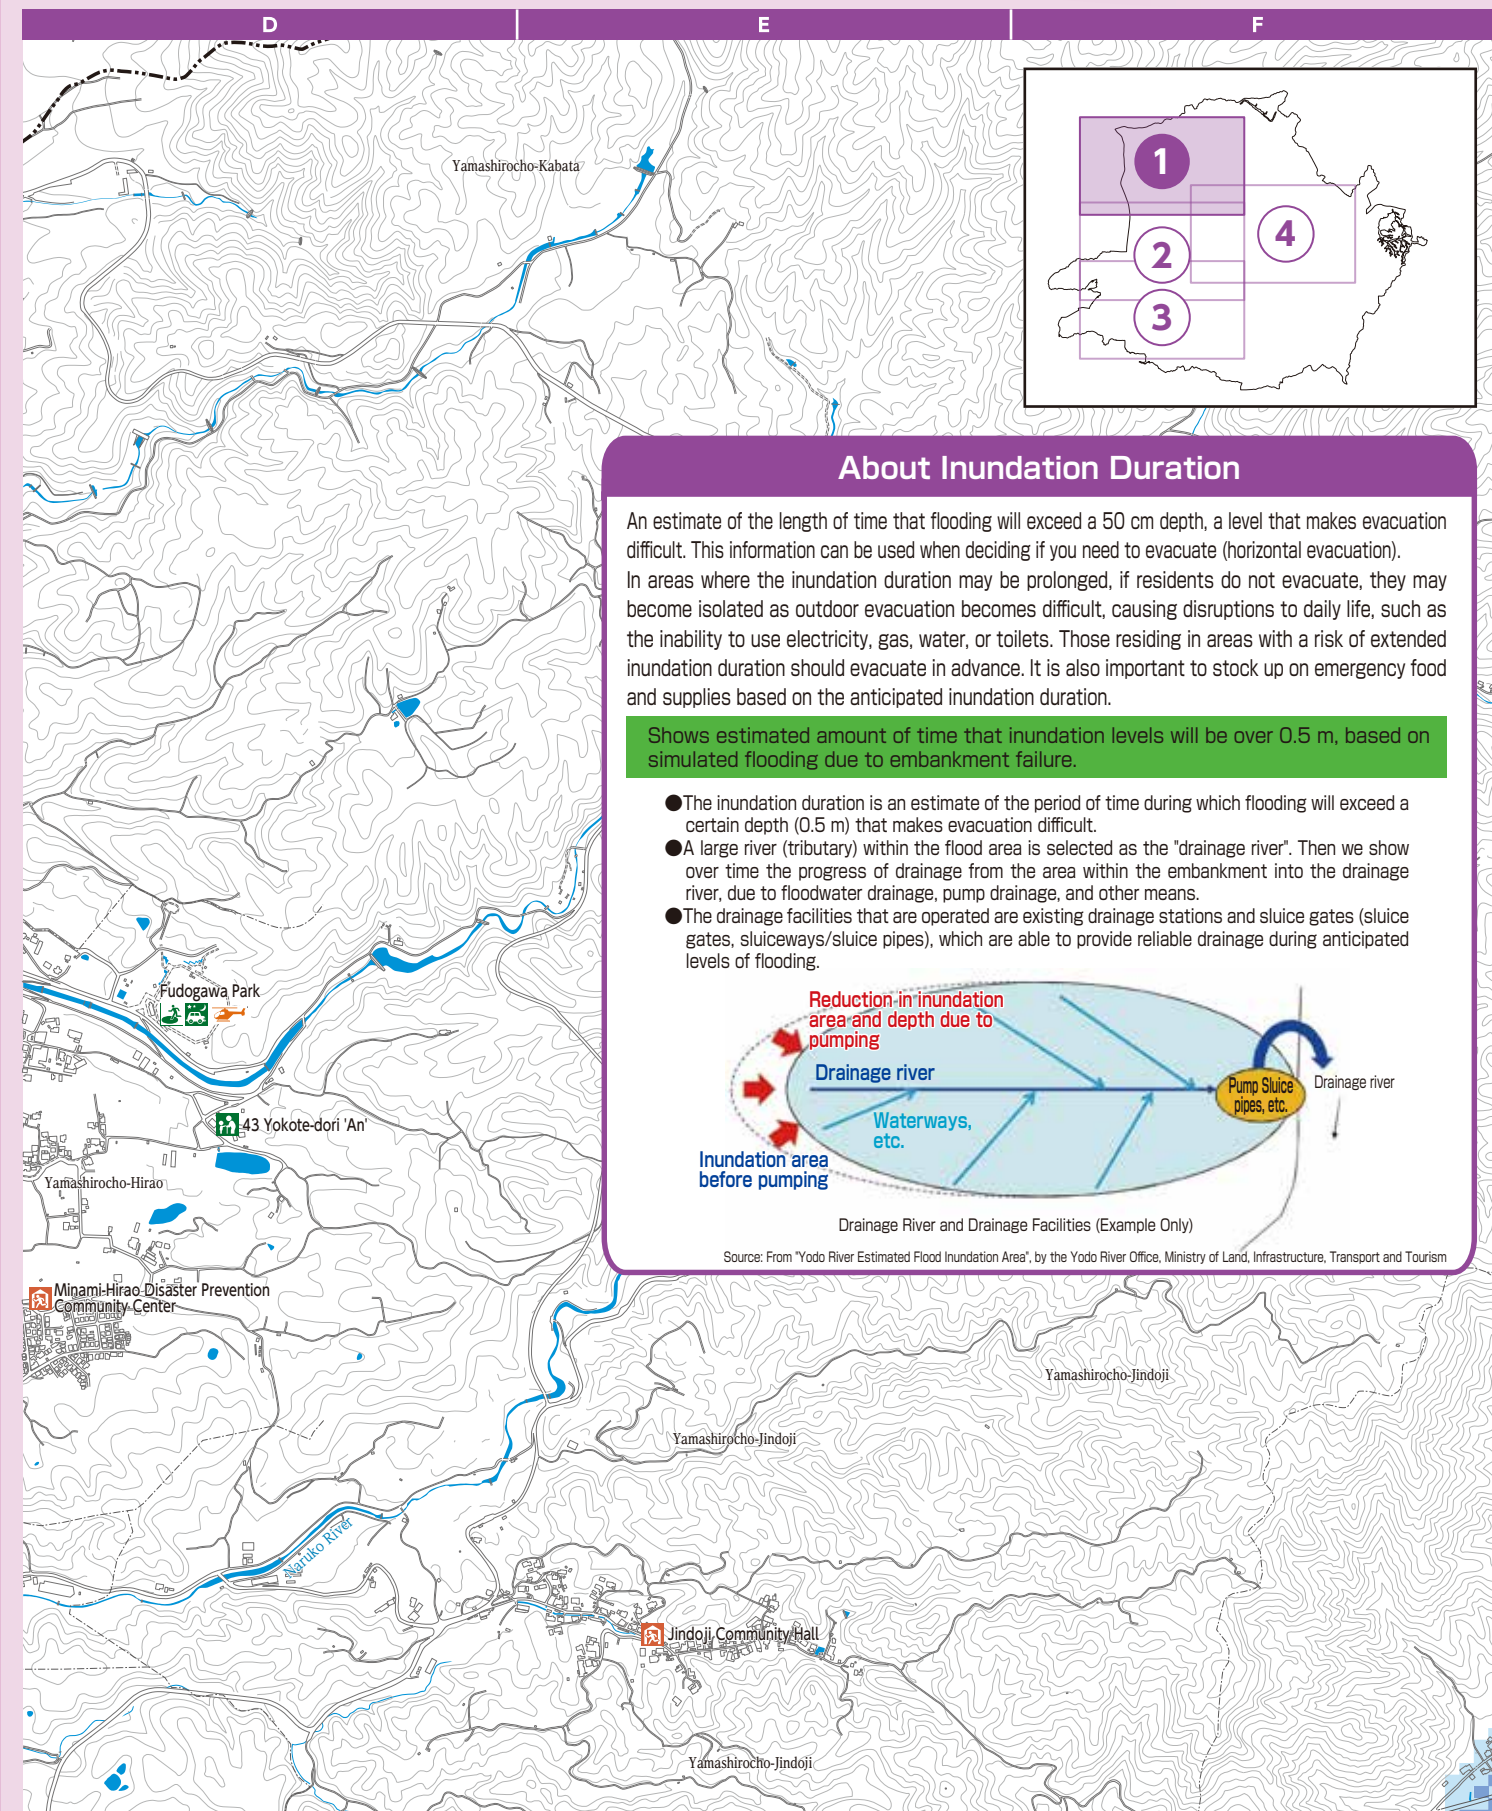 D
E
F
Yamashirocho-Kabata
1
2
3
4
About Inundation Duration
An estimate of the length of time that flooding will exceed a 50 cm depth, a level that makes evacuation
difficult. This information can be used when deciding if you need to evacuate (horizontal evacuation).
In areas where the inundation duration may be prolonged, if residents do not evacuate, they may
become isolated as outdoor evacuation becomes difficult, causing disruptions to daily life, such as
the inability to use electricity, gas, water, or toilets. Those residing in areas with a risk of extended
inundation duration should evacuate in advance. It is also important to stock up on emergency food
and supplies based on the anticipated inundation duration.
Shows estimated amount of time that inundation levels will be over 0.5 m, based on
simulated flooding due to embankment failure.
●The inundation duration is an estimate of the period of time during which flooding will exceed a
certain depth (0.5 m) that makes evacuation difficult.
●A large river (tributary) within the flood area is selected as the "drainage river". Then we show
over time the progress of drainage from the area within the embankment into the drainage
river, due to floodwater drainage, pump drainage, and other means.
●The drainage facilities that are operated are existing drainage stations and sluice gates (sluice
gates, sluiceways/sluice pipes), which are able to provide reliable drainage during anticipated
levels of flooding.
Reduction in inundation
area and depth due to
pumping
Drainage river
Waterways,
etc.
Pump Sluice
pipes, etc.
Drainage river
Inundation area
before pumping
Drainage River and Drainage Facilities (Example Only)
Source: From "Yodo River Estimated Flood Inundation Area", by the Yodo River Office, Ministry of Land, Infrastructure, Transport and Tourism
Fudogawa Park
43 Yokote-dori 'An'
Yamashirocho-Hirao
Minami-Hirao Disaster Prevention
Community Center
Yamashirocho-Jindoji
Yamashirocho-Jindoji
Naruko River
Jindoji Community Hall
Yamashirocho-Jindoji